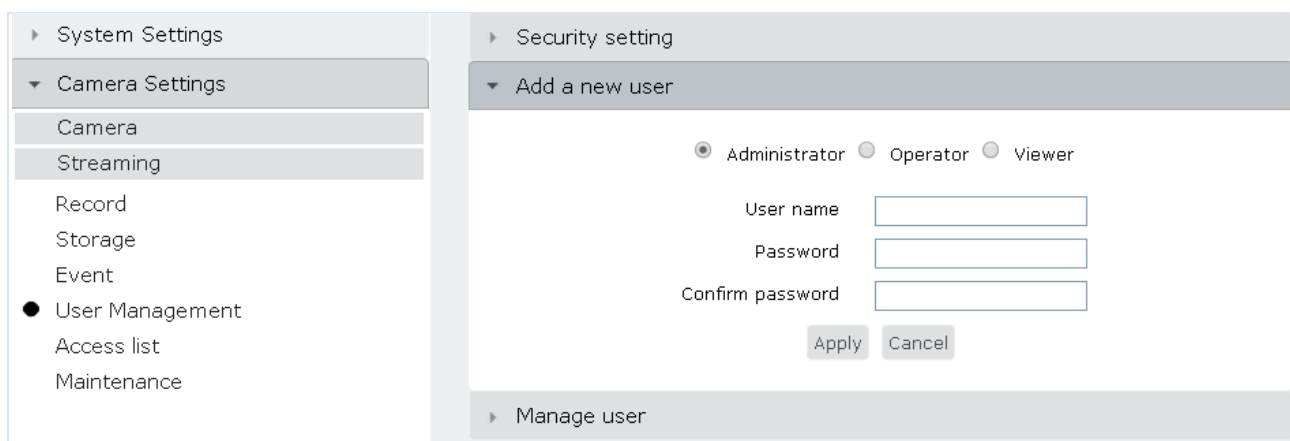 System Settings
Camera Settings
Camera
Streaming
Record
Storage
Event
User Management
Access list
Maintenance
Security setting
Add a new user
Administrator Operator Viewer
User name
Password
Confirm password
Apply Cancel
Manage user